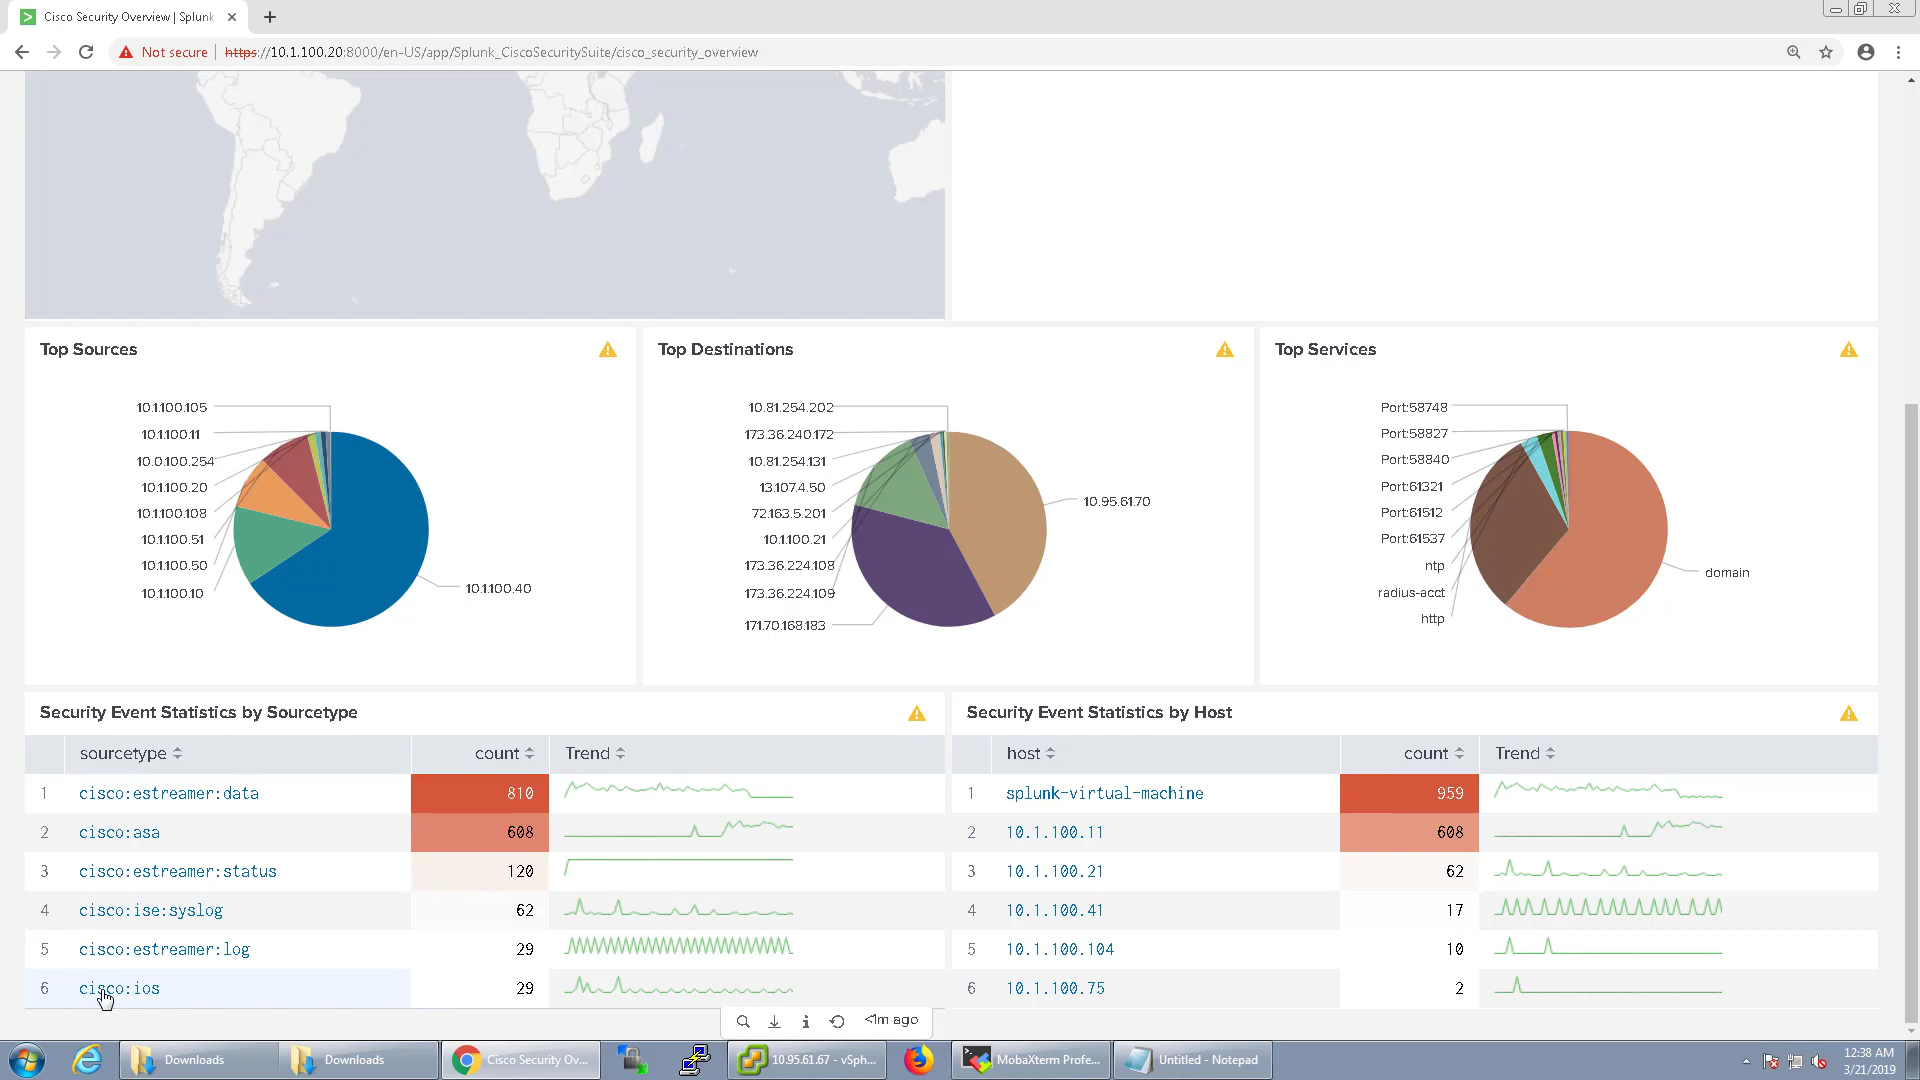 Cisco Security Overview | Splunk
Not secure
https://10.1.100.20:8000/en-US/app/Splunk_CiscoSecuritySuite/cisco_security_overview
Top Sources
10.1.100.105
10.1.100.11
10.0.100.254
10.1.100.20
10.1.100.108
10.1.100.51
10.1.100.50
10.1.100.10
10.1.100.40
Top Destinations
10.81.254.202
173.36.240.172
10.81.254.131
13.107.4.50
72.163.5.201
10.1.100.21
173.36.224.108
173.36.224.109
171.70.168.183
10.95.61.70
Top Services
Port:58748
Port:58827
Port:58840
Port:61321
Port:61512
Port:61537
ntp
radius-acct
http
domain
Security Event Statistics by Sourcetype
sourcetype count Trend
1 cisco:estreamer:data 810
2 cisco:asa 608
3 cisco:estreamer:status 120
4 cisco:ise:syslog 62
5 cisco:estreamer:log 29
6 cisco:ios 29
Security Event Statistics by Host
host count Trend
1 splunk-virtual-machine 959
2 10.1.100.11 608
3 10.1.100.21 62
4 10.1.100.41 17
5 10.1.100.104 10
6 10.1.100.75 2
<1m ago
Downloads
Downloads
Cisco Security Ov...
10.95.61.67 - vSph...
MobaXterm Profe...
Untitled - Notepad
12:38 AM
3/21/2019